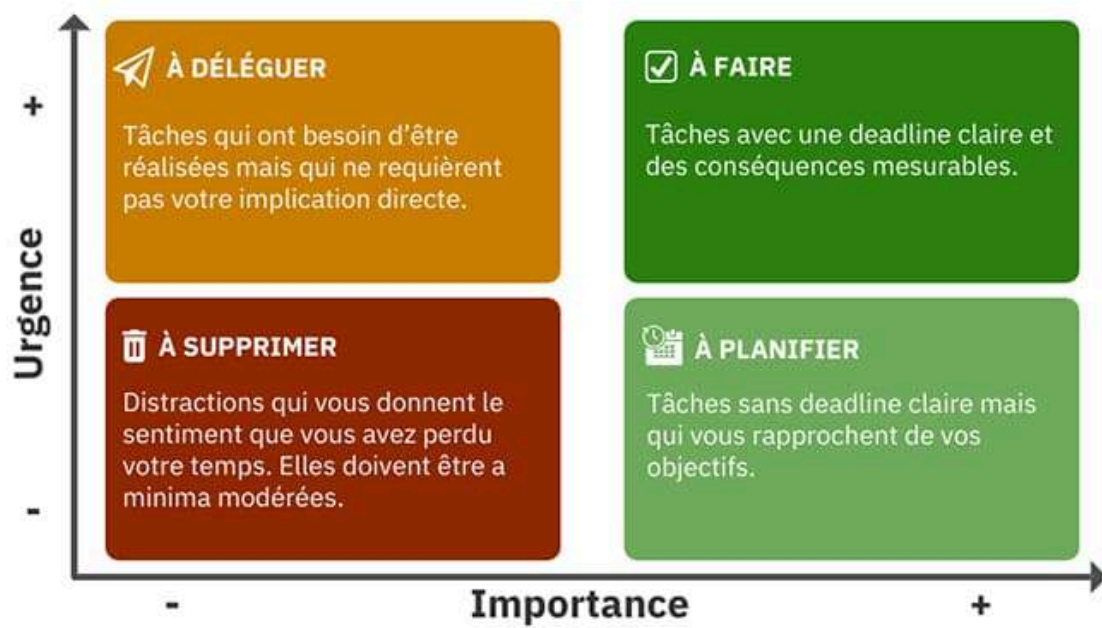 À DÉLÉGUER
Tâches qui ont besoin d'être
réalisées mais qui ne requièrent
pas votre implication directe.
À FAIRE
Tâches avec une deadline claire et
des conséquences mesurables.
À SUPPRIMER
Distractions qui vous donnent le
sentiment que vous avez perdu
votre temps. Elles doivent être a
minima modérées.
À PLANIFIER
Tâches sans deadline claire mais
qui vous rapprochent de vos
objectifs.
+
Urgence
-
-
Importance
+